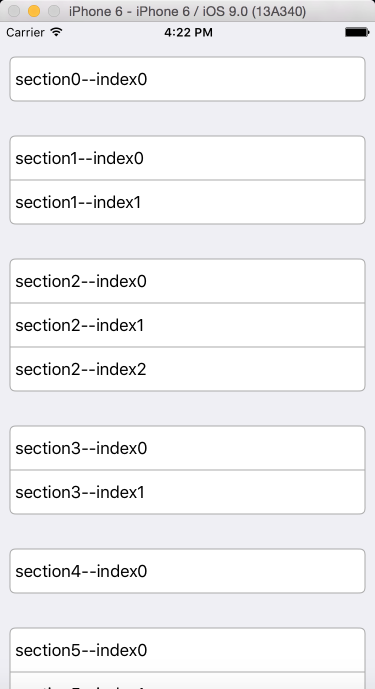 iPhone 6 - iPhone 6 / iOS 9.0 (13A340)
Carrier 4:22 PM
section0--index0
section1--index0
section1--index1
section2--index0
section2--index1
section2--index2
section3--index0
section3--index1
section4--index0
section5--index0